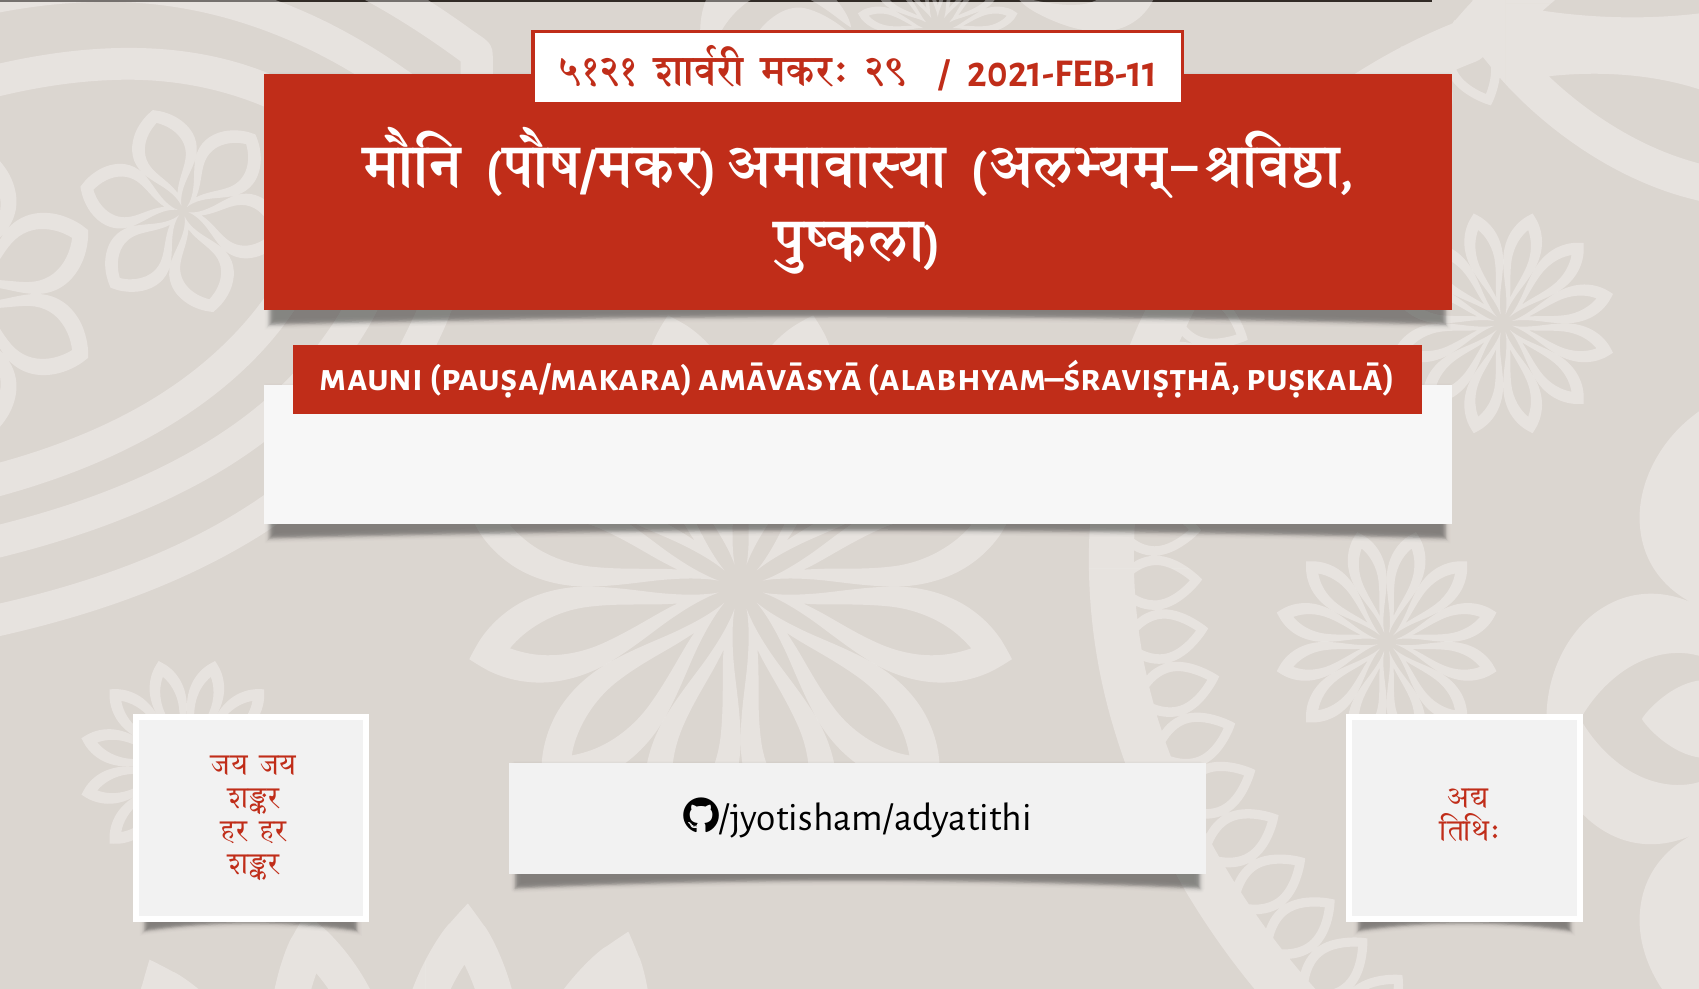 ५१२१ शार्वरी मकरः २९ / 2021-FEB-11
मौनि (पौष/मकर) अमावास्या (अलभ्यम्–श्रविष्ठा,
पुष्कला)
MAUNI (PAUṢA/MAKARA) AMĀVĀSYĀ (ALABHYAM–ŚRAVIṢṬHĀ, PUṢKALĀ)
जय जय
शङ्कर
हर हर
शङ्कर
/jyotisham/adyatithi
अद्य
तिथिः